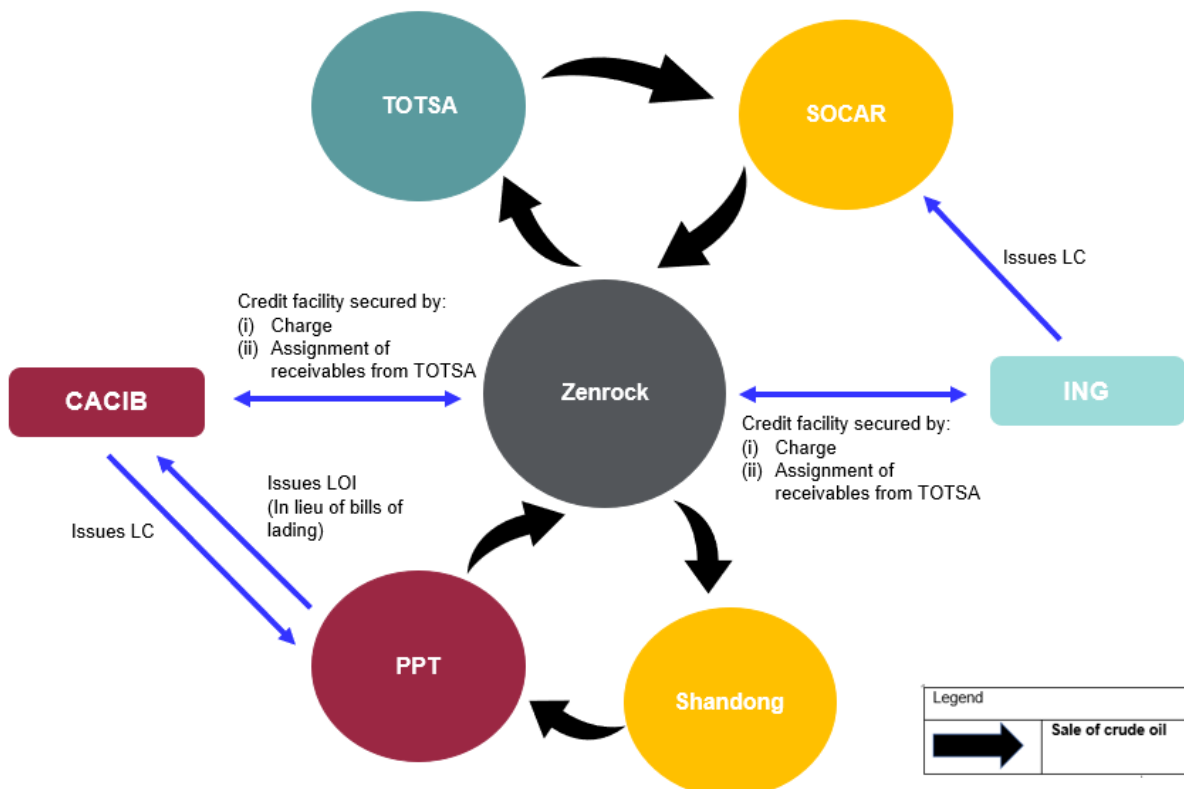 TOTSA
SOCAR
Issues LC
Credit facility secured by:
(i) Charge
(ii) Assignment of
receivables from TOTSA
CACIB
Zenrock
ING
Credit facility secured by:
(i) Charge
(ii) Assignment of
receivables from TOTSA
Issues LOI
(In lieu of bills of
lading)
Issues LC
PPT
Shandong
Legend
Sale of crude oil